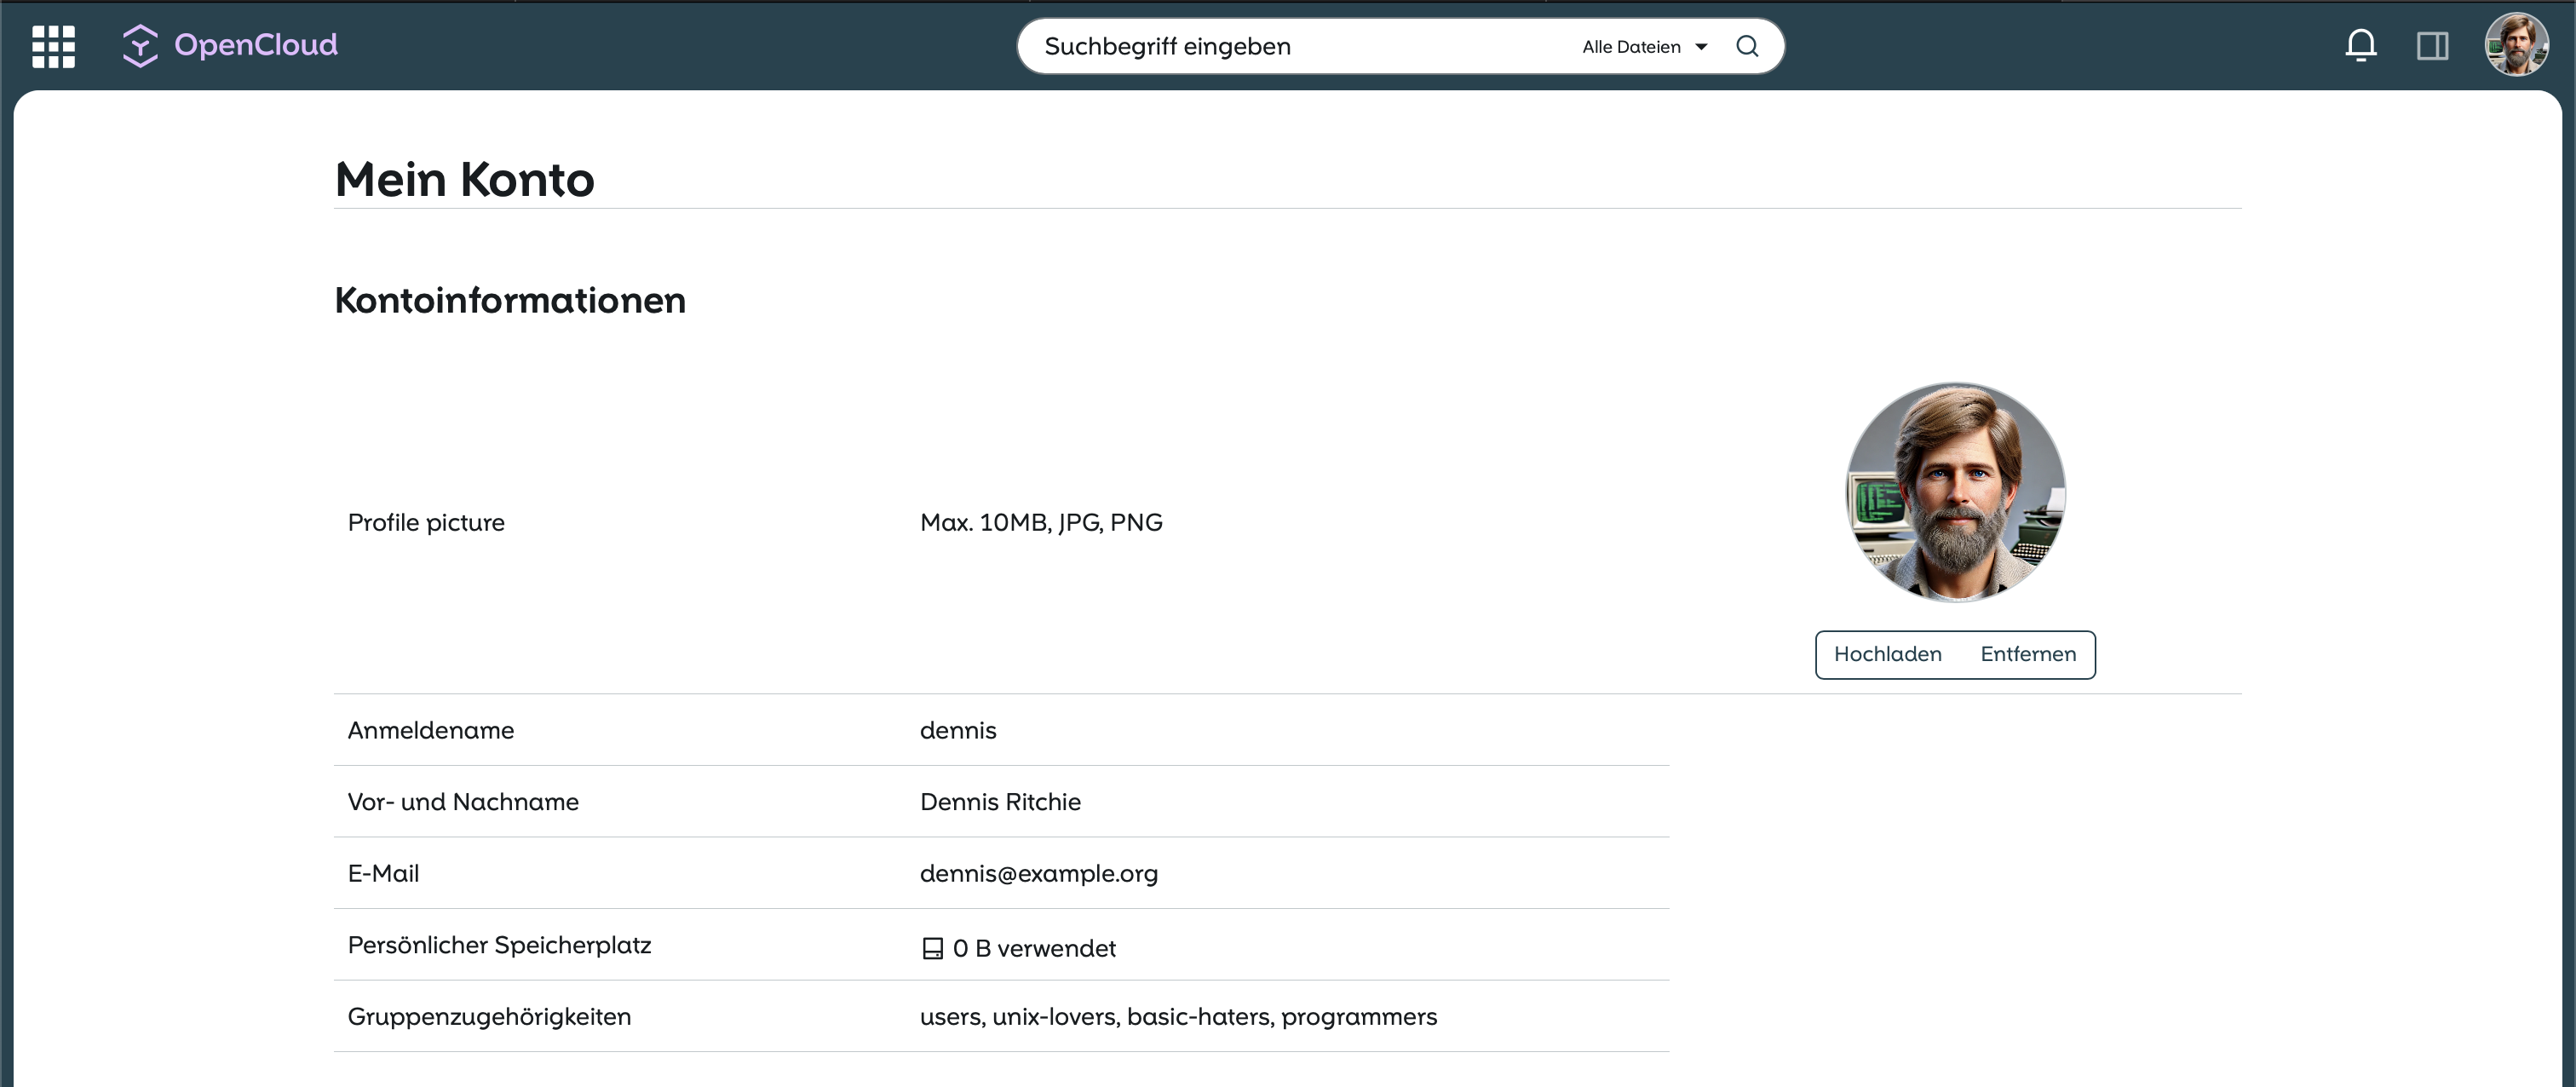 OpenCloud
Suchbegriff eingeben Alle Dateien
Mein Konto
Kontoinformationen
Profile picture Max. 10MB, JPG, PNG
Hochladen Entfernen
Anmeldename dennis
Vor- und Nachname Dennis Ritchie
E-Mail dennis@example.org
Persönlicher Speicherplatz 0 B verwendet
Gruppenzugehörigkeiten users, unix-lovers, basic-haters, programmers